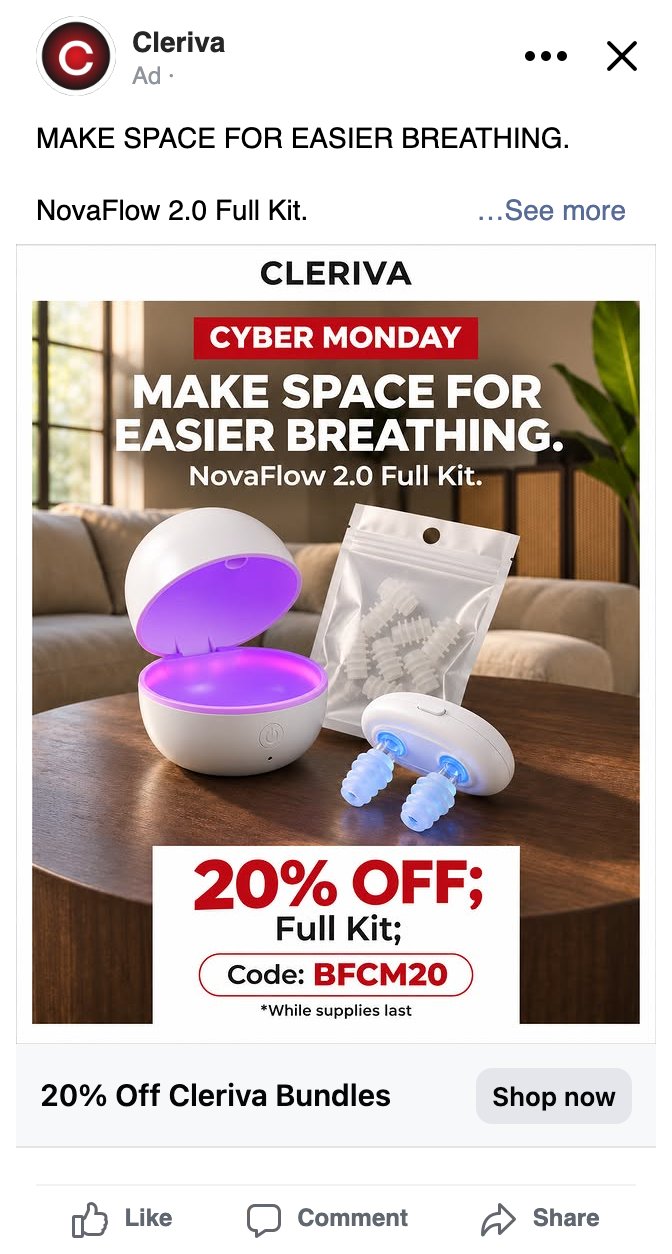 C
Cleriva
Ad ·
MAKE SPACE FOR EASIER BREATHING.
NovaFlow 2.0 Full Kit.
...See more
CLERIVA
CYBER MONDAY
MAKE SPACE FOR
EASIER BREATHING.
NovaFlow 2.0 Full Kit.
20% OFF;
Full Kit;
Code: BFCM20
*While supplies last
20% Off Cleriva Bundles
Shop now
Like
Comment
Share